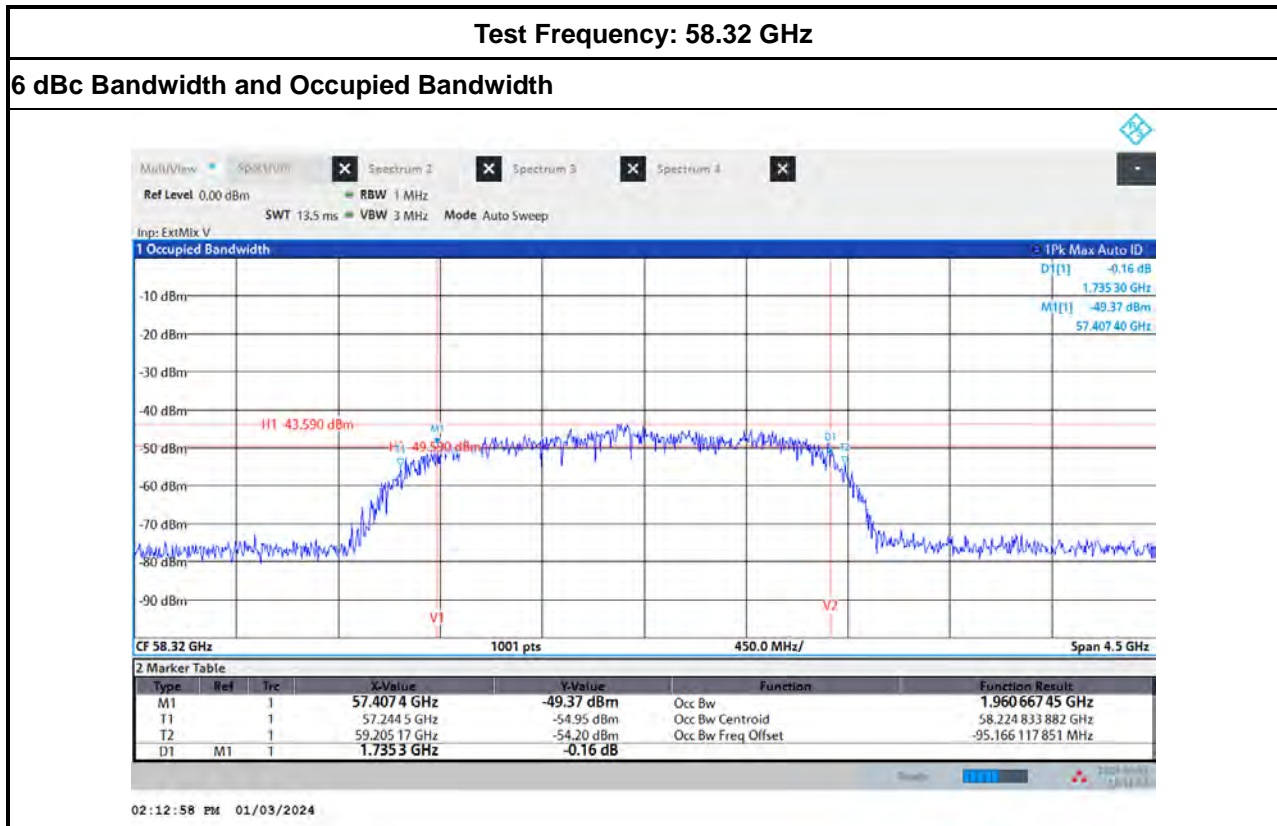 Test Frequency: 58.32 GHz
6 dBc Bandwidth and Occupied Bandwidth
MultiView Spectrum X Spectrum 2 X Spectrum 3 X Spectrum 4 X
Ref Level 0.00 dBm RBW 1 MHz
SWT 13.5 ms VBW 3 MHz Mode Auto Sweep
Inp: ExtMix V
1 Occupied Bandwidth 1Pk Max Auto ID
D1[1] -0.16 dB
1.735 30 GHz
M1[1] -49.37 dBm
57.407 40 GHz
-10 dBm
-20 dBm
-30 dBm
-40 dBm
H1 -43.590 dBm
M1
-49.590 dBm
D1
T1
T2
-50 dBm
-60 dBm
-70 dBm
-80 dBm
-90 dBm
V1
V2
CF 58.32 GHz 1001 pts 450.0 MHz/ Span 4.5 GHz
2 Marker Table
Type Ref Trc X-Value Y-Value Function Function Result
M1 1 57.407 4 GHz -49.37 dBm Occ Bw 1.960 667 45 GHz
T1 1 57.244 5 GHz -54.95 dBm Occ Bw Centroid 58.224 833 882 GHz
T2 1 59.205 17 GHz -54.20 dBm Occ Bw Freq Offset -95.166 117 851 MHz
D1 M1 1 1.735 3 GHz -0.16 dB
Ready
02:12:58 PM 01/03/2024